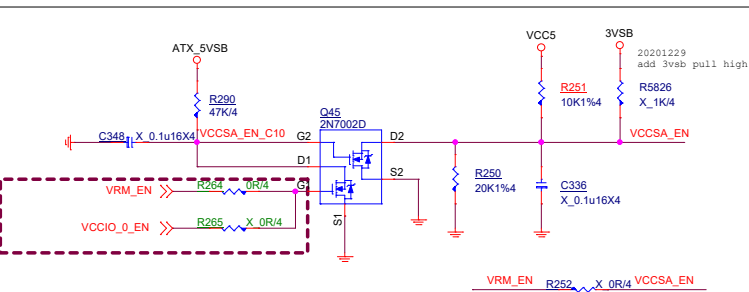 ATX_5VSB
VCC5
3VSB
20201229
add 3vsb pull high
R290
47K/4
R251
10K1%4
R5826
X_1K/4
Q45
2N7002D
C348 X_0.1u16X4
VCCSA_EN_C10
G2
D2
VCCSA_EN
D1
S2
VRM_EN
R264 0R/4
G1
R250
20K1%4
C336
X_0.1u16X4
VCCIO_0_EN
R265 X_0R/4
S1
VRM_EN R252 X_0R/4 VCCSA_EN